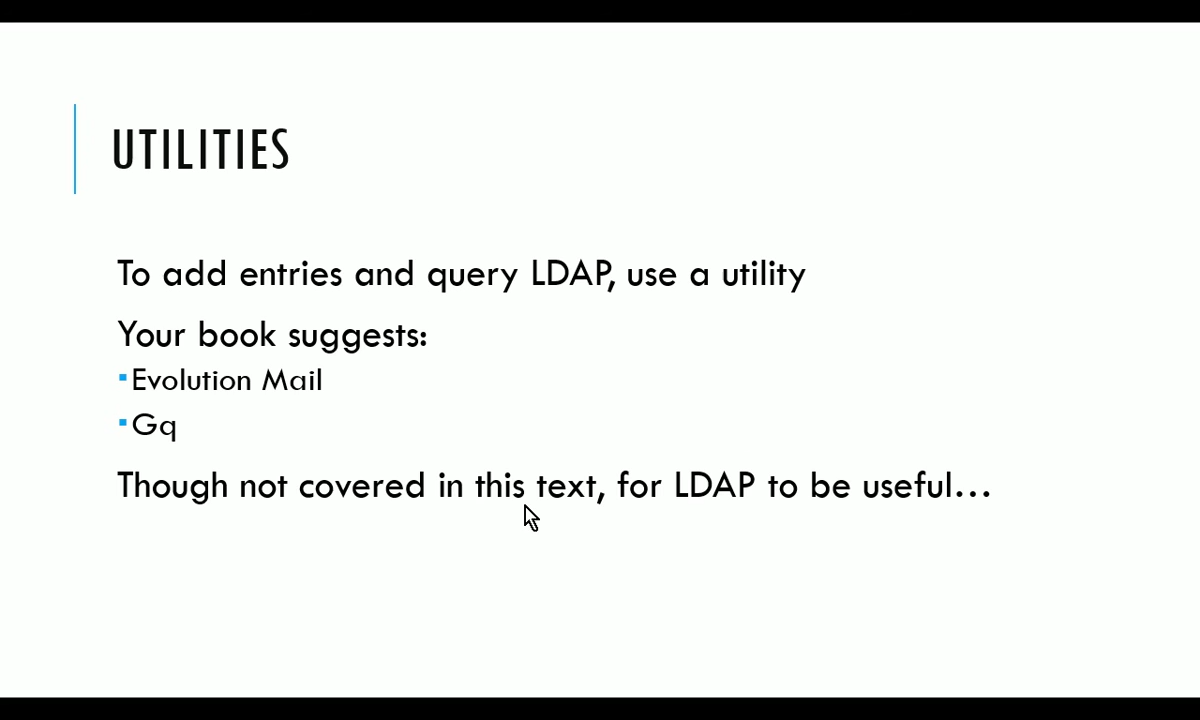 UTILITIES
To add entries and query LDAP, use a utility
Your book suggests:
▪Evolution Mail
▪Gq
Though not covered in this text, for LDAP to be useful…